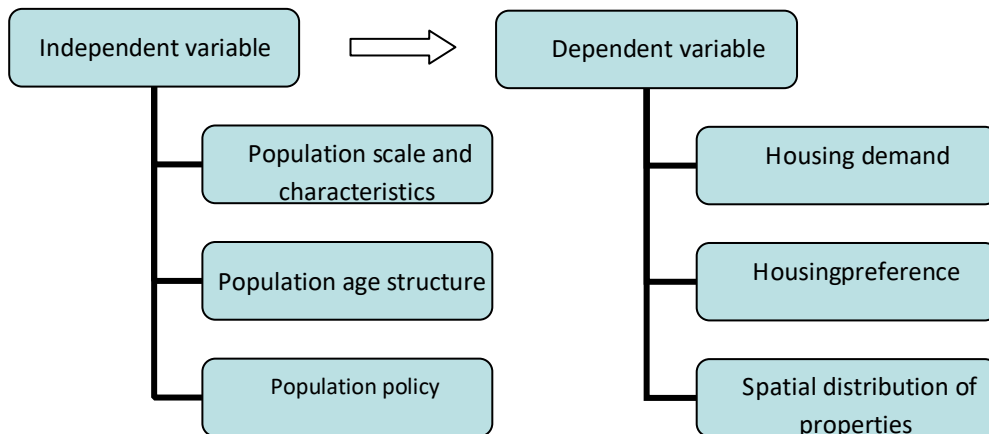 Independent variable
Dependent variable
Population scale and
characteristics
Housing demand
Population age structure
Housingpreference
Population policy
Spatial distribution of
properties